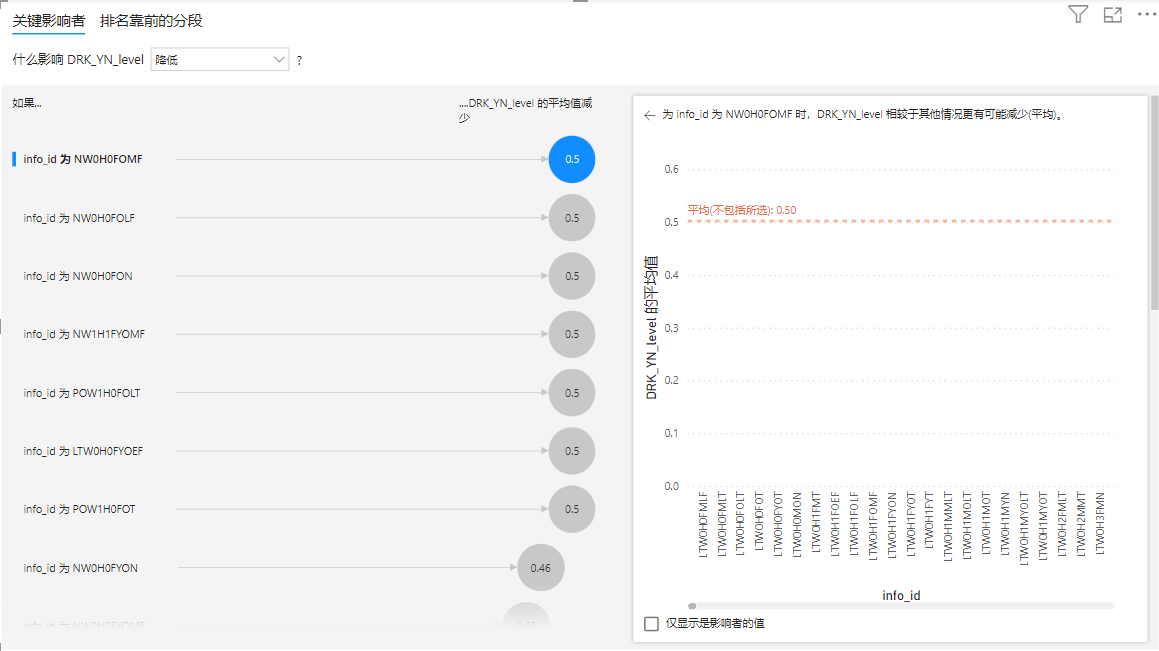 关键影响者 排名靠前的分段
什么影响 DRK_YN_level 降低 ?
如果...
....DRK_YN_level 的平均值减
少
info_id 为 NW0H0FOMF 0.5
info_id 为 NW0H0FOLF 0.5
info_id 为 NW0H0FON 0.5
info_id 为 NW1H1FYOMF 0.5
info_id 为 POW1H0FOLT 0.5
info_id 为 LTW0H0FYOEF 0.5
info_id 为 POW1H0FOT 0.5
info_id 为 NW0H0FYON 0.46
info_id 为 NW0H0FYOMF 0.45
← 为 info_id 为 NW0H0FOMF 时，DRK_YN_level 相较于其他情况更有可能减少(平均)。
DRK_YN_level 的平均值
0.6
平均(不包括所选): 0.50
0.5
0.4
0.3
0.2
0.1
0.0
LTW0H0FMLF
LTW0H0FMLT
LTW0H0FOLT
LTW0H0FOT
LTW0H0FYOT
LTW0H0MON
LTW0H1FMT
LTW0H1FOEF
LTW0H1FOLF
LTW0H1FOMF
LTW0H1FYON
LTW0H1FYOT
LTW0H1FYT
LTW0H1MMLT
LTW0H1MOLT
LTW0H1MOT
LTW0H1MYN
LTW0H1MYOLT
LTW0H1MYOT
LTW0H2FMLT
LTW0H2MMT
LTW0H3FMN
info_id
仅显示是影响者的值